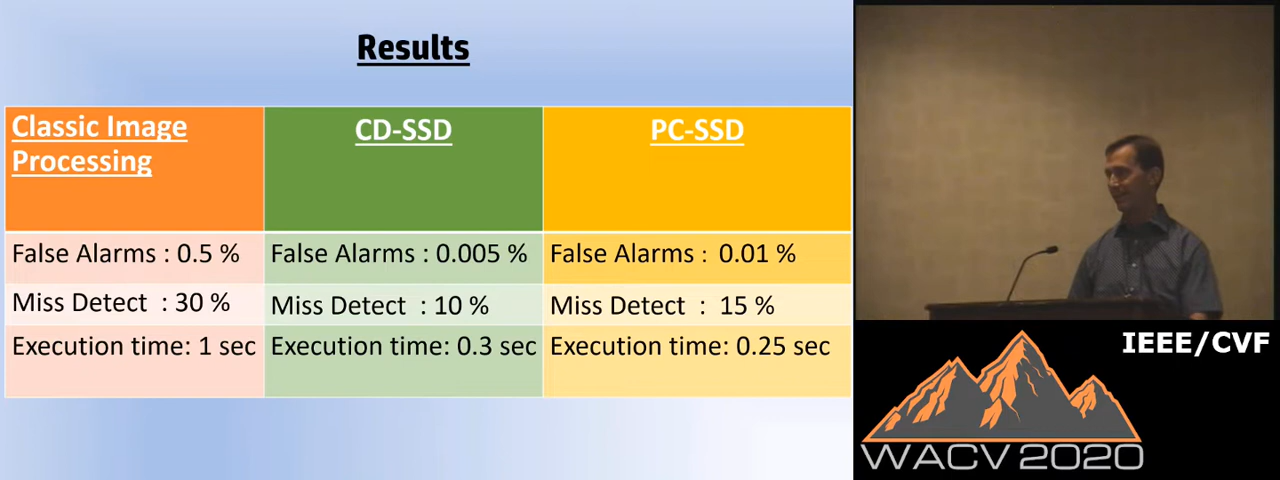 Results
Classic Image
Processing
CD-SSD
PC-SSD
False Alarms : 0.5 %
False Alarms : 0.005 %
False Alarms : 0.01 %
Miss Detect : 30 %
Miss Detect : 10 %
Miss Detect : 15 %
Execution time: 1 sec
Execution time: 0.3 sec
Execution time: 0.25 sec
IEEE/CVF
WACV 2020